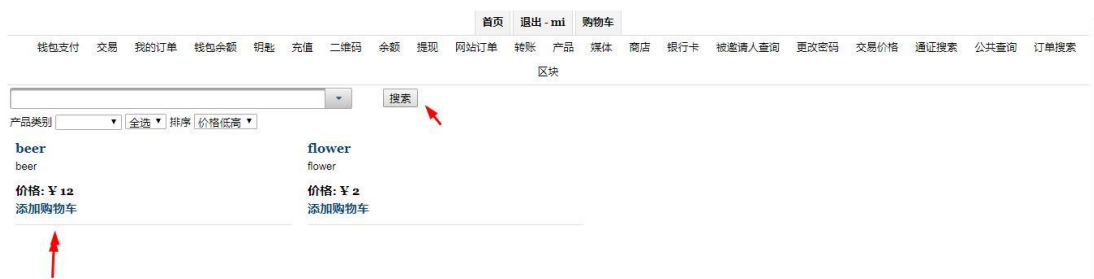 首页 退出 - mi 购物车
钱包支付 交易 我的订单 钱包余额 钥匙 充值 二维码 余额 提现 网站订单 转账 产品 媒体 商店 银行卡 被邀请人查询 更改密码 交易价格 通证搜索 公共查询 订单搜索
区块
搜索
产品类别 全选 排序 价格低高
beer flower
beer flower
价格: ¥ 12 价格: ¥ 2
添加购物车 添加购物车